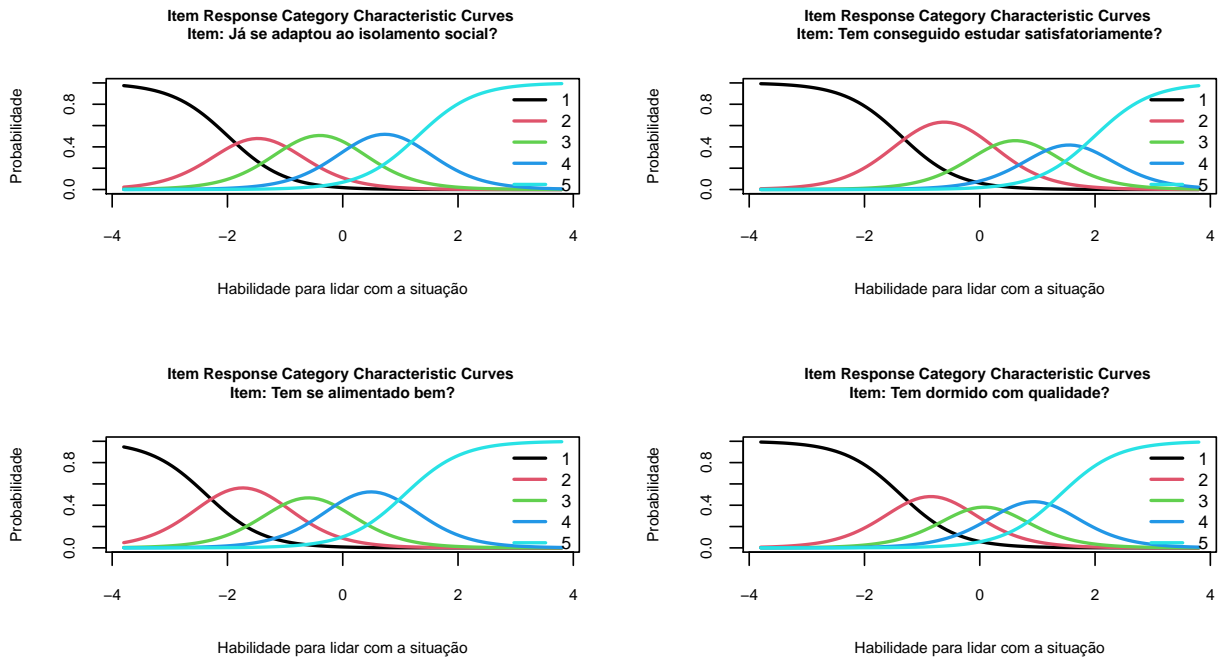 Item Response Category Characteristic Curves
Item: Já se adaptou ao isolamento social?
Probabilidade
0.8
0.4
0.0
1
2
3
4
5
−4 −2 0 2 4
Habilidade para lidar com a situação
Item Response Category Characteristic Curves
Item: Tem conseguido estudar satisfatoriamente?
Probabilidade
0.8
0.4
0.0
1
2
3
4
5
−4 −2 0 2 4
Habilidade para lidar com a situação
Item Response Category Characteristic Curves
Item: Tem se alimentado bem?
Probabilidade
0.8
0.4
0.0
1
2
3
4
5
−4 −2 0 2 4
Habilidade para lidar com a situação
Item Response Category Characteristic Curves
Item: Tem dormido com qualidade?
Probabilidade
0.8
0.4
0.0
1
2
3
4
5
−4 −2 0 2 4
Habilidade para lidar com a situação